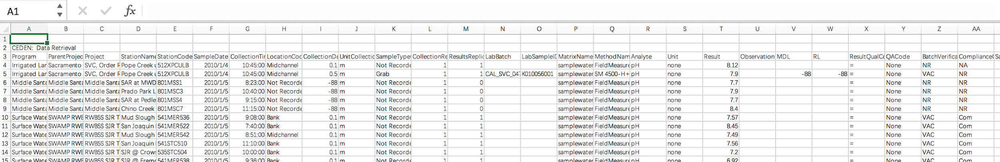 A1 fx
A B C D E F G H I J K L M N O P Q R S T U V W X Y Z AA
1
2 CEDEN: Data Retrieval
3 Program ParentProjec Project StationName StationCode SampleDate CollectionTir LocationCoc CollectionDe UnitCollectic SampleType CollectionRe ResultsReplic LabBatch LabSampleID MatrixName MethodNam Analyte Unit Result Observation MDL RL ResultQualCo QACode BatchVerifica Compliance Sa
4 Irrigated Lar Sacramento SVC, Order R Pope Creek u 512XPCULB 2010/1/4 10:45:00 Midchannel 0.1 m Not Recorde 1 1 samplewater FieldMeasure pH none 8.12 = None NR NA
5 Irrigated Lar Sacramento SVC, Order R Pope Creek u 512XPCULB 2010/1/4 10:45:00 Midchannel 0.5 m Grab 1 1 CAL_SVC_047 K010056001 samplewater SM 4500-H+ pH none 7.9 -88 -88 = None VAC NR
6 Middle Santa Middle Santa Middle Santa SAR at MWD 801MSS1 2010/1/5 8:23:00 Not Recorde -88 m Not Recorde 1 0 samplewater FieldMeasure pH none 7.7 = None NR NR
7 Middle Santa Middle Santa Middle Santa Prado Park L 801MSC3 2010/1/5 10:40:00 Not Recorde -88 m Not Recorde 1 0 samplewater FieldMeasure pH none 7.9 = None NR NR
8 Middle Santa Middle Santa Middle Santa SAR at Pedle 801MSS4 2010/1/5 9:15:00 Not Recorde -88 m Not Recorde 1 0 samplewater FieldMeasure pH none 7.7 = None NR NR
9 Middle Santa Middle Santa Middle Santa Chino Creek 801MSC7 2010/1/5 11:15:00 Not Recorde -88 m Not Recorde 1 0 samplewater FieldMeasure pH none 8.4 = None NR NR
10 Surface Wate SWAMP RWB RWB5S SJR T Mud Slough 541MER536 2010/1/5 9:08:00 Bank 0.1 m Not Recorde 1 1 samplewater FieldMeasure pH none 7.57 = None VAC Com
11 Surface Wate SWAMP RWB RWB5S SJR T San Joaquin 541MER522 2010/1/5 7:40:00 Bank 0.1 m Not Recorde 1 1 samplewater FieldMeasure pH none 8.45 = None VAC Com
12 Surface Wate SWAMP RWB RWB5S SJR T Mud Slough 541MER542 2010/1/5 8:51:00 Midchannel 0.1 m Not Recorde 1 1 samplewater FieldMeasure pH none 7.49 = None VAC Com
13 Surface Wate SWAMP RWB RWB5S SJR T San Joaquin 541STC510 2010/1/5 11:10:00 Bank 0.1 m Not Recorde 1 1 samplewater FieldMeasure pH none 7.56 = None VAC Com
14 Surface Wate SWAMP RWB RWB5S SJR T SJR @ Crows 535STC504 2010/1/5 10:00:00 Bank 0.1 m Not Recorde 1 1 samplewater FieldMeasure pH none 7.2 = None VAC Com
15 Surface Wate SWAMP RWB RWB5S SJR T SJR @ Fremo 541MER538 2010/1/5 9:36:00 Bank 0.1 m Not Recorde 1 1 samplewater FieldMeasure pH none 6.92 = None VAC Com